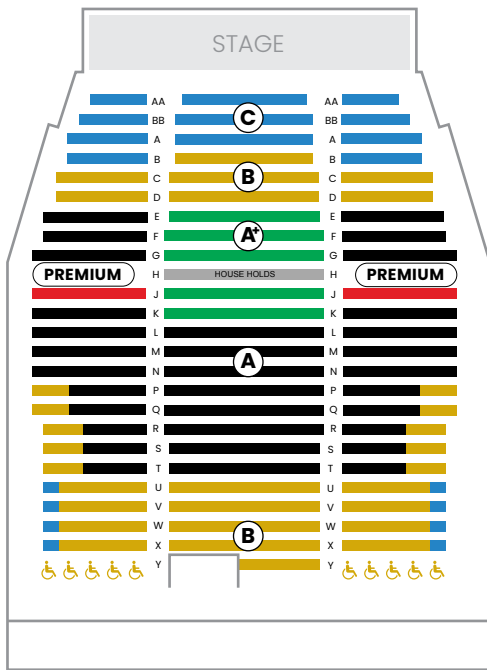 STAGE
AA AA
BB C BB
A A
B B
C B C
D D
E E
F A+ F
G G
PREMIUM H HOUSE HOLDS H PREMIUM
J J
K K
L L
M A M
N N
P P
Q Q
R R
S S
T T
U U
V V
W B W
X X
Y Y